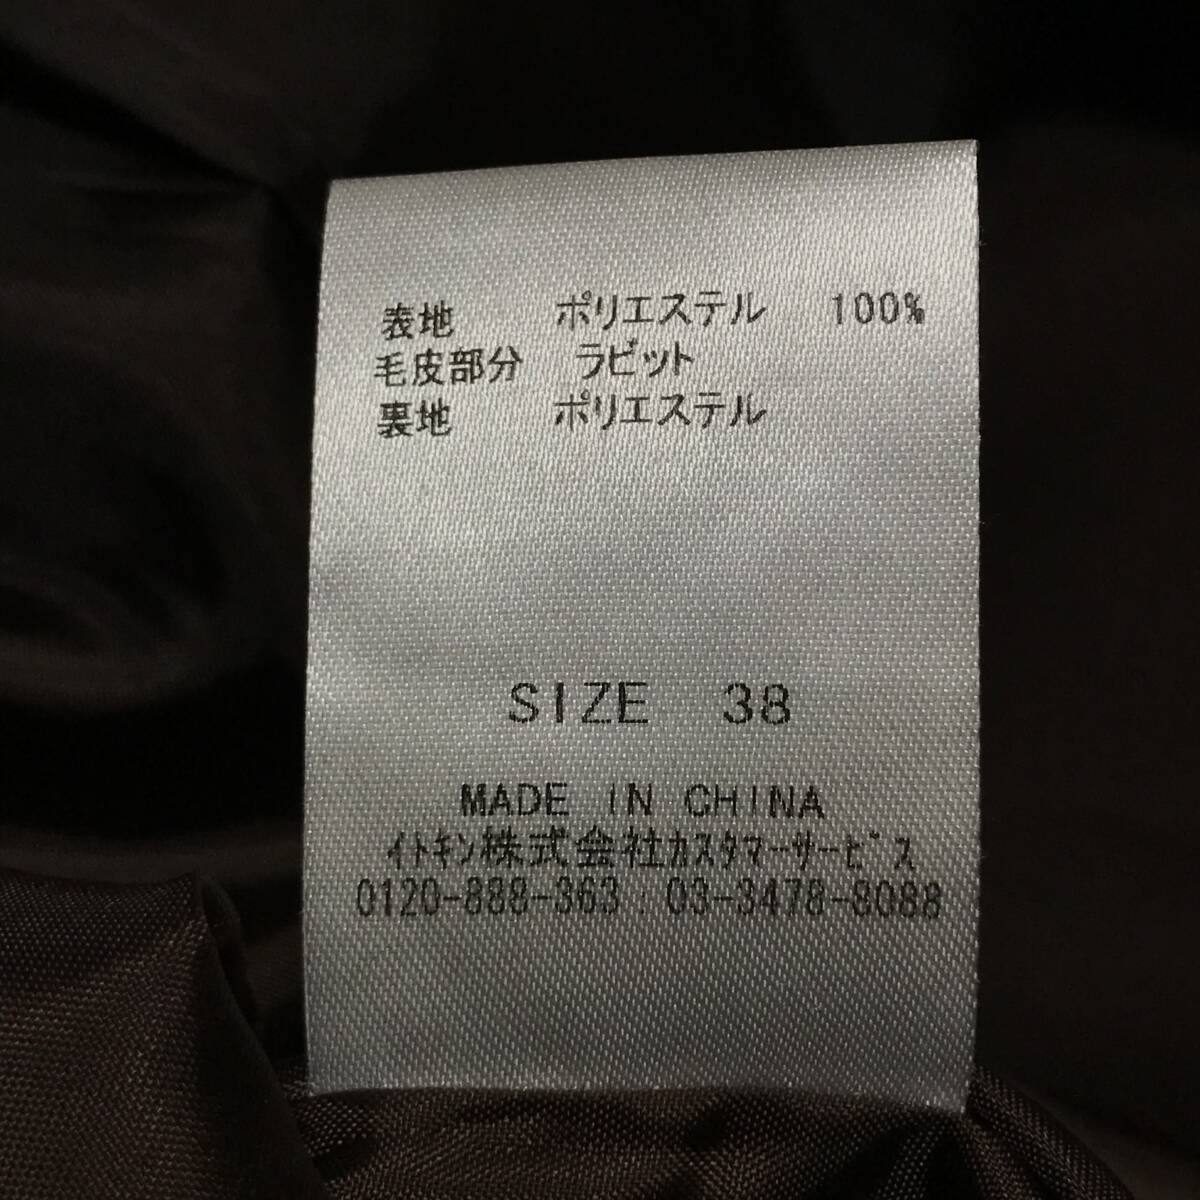 表地 ポリエステル 100%
毛皮部分 ラビット
裏地 ポリエステル
SIZE 38
MADE IN CHINA
イトキン株式会社カスタマーサービス
0120-888-363 : 03-3478-8088